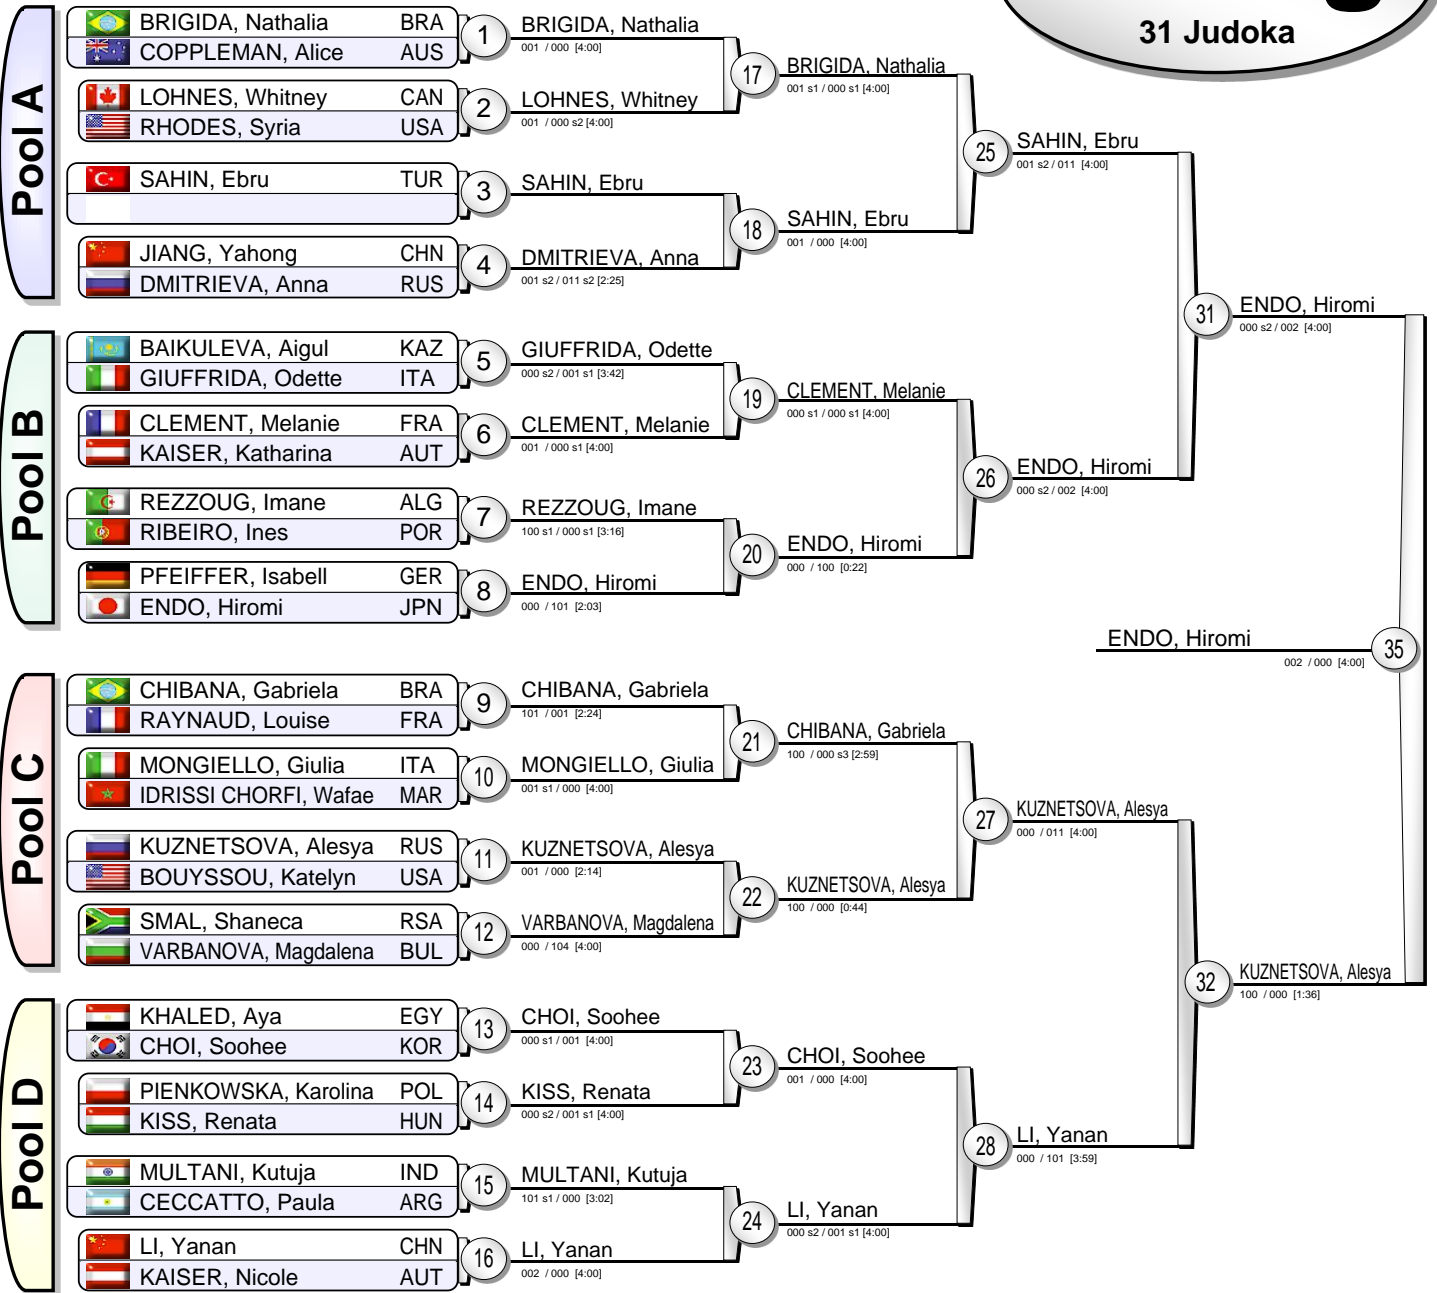 31 Judoka
Pool A
BRIGIDA, Nathalia BRA
COPPLEMAN, Alice AUS
1
BRIGIDA, Nathalia
001 / 000 [4:00]
LOHNES, Whitney CAN
RHODES, Syria USA
2
LOHNES, Whitney
001 / 000 s2 [4:00]
17
BRIGIDA, Nathalia
001 s1 / 000 s1 [4:00]
SAHIN, Ebru TUR
3
SAHIN, Ebru
JIANG, Yahong CHN
DMITRIEVA, Anna RUS
4
DMITRIEVA, Anna
001 s2 / 011 s2 [2:25]
18
SAHIN, Ebru
001 / 000 [4:00]
25
SAHIN, Ebru
001 s2 / 011 [4:00]
Pool B
BAIKULEVA, Aigul KAZ
GIUFFRIDA, Odette ITA
5
GIUFFRIDA, Odette
000 s2 / 001 s1 [3:42]
CLEMENT, Melanie FRA
KAISER, Katharina AUT
6
CLEMENT, Melanie
001 / 000 s1 [4:00]
19
CLEMENT, Melanie
000 s1 / 000 s1 [4:00]
REZZOUG, Imane ALG
RIBEIRO, Ines POR
7
REZZOUG, Imane
100 s1 / 000 s1 [3:16]
PFEIFFER, Isabell GER
ENDO, Hiromi JPN
8
ENDO, Hiromi
000 / 101 [2:03]
20
ENDO, Hiromi
000 / 100 [0:22]
26
ENDO, Hiromi
000 s2 / 002 [4:00]
31
ENDO, Hiromi
000 s2 / 002 [4:00]
ENDO, Hiromi
002 / 000 [4:00]
35
Pool C
CHIBANA, Gabriela BRA
RAYNAUD, Louise FRA
9
CHIBANA, Gabriela
101 / 001 [2:24]
MONGIELLO, Giulia ITA
IDRISSI CHORFI, Wafae MAR
10
MONGIELLO, Giulia
001 s1 / 000 [4:00]
21
CHIBANA, Gabriela
100 / 000 s3 [2:59]
KUZNETSOVA, Alesya RUS
BOUYSSOU, Katelyn USA
11
KUZNETSOVA, Alesya
001 / 000 [2:14]
SMAL, Shaneca RSA
VARBANOVA, Magdalena BUL
12
VARBANOVA, Magdalena
000 / 104 [4:00]
22
KUZNETSOVA, Alesya
100 / 000 [0:44]
27
KUZNETSOVA, Alesya
000 / 011 [4:00]
Pool D
KHALED, Aya EGY
CHOI, Soohee KOR
13
CHOI, Soohee
000 s1 / 001 [4:00]
PIENKOWSKA, Karolina POL
KISS, Renata HUN
14
KISS, Renata
000 s2 / 001 s1 [4:00]
23
CHOI, Soohee
001 / 000 [4:00]
MULTANI, Kutuja IND
CECCATTO, Paula ARG
15
MULTANI, Kutuja
101 s1 / 000 [3:02]
LI, Yanan CHN
KAISER, Nicole AUT
16
LI, Yanan
002 / 000 [4:00]
24
LI, Yanan
000 s2 / 001 s1 [4:00]
28
LI, Yanan
000 / 101 [3:59]
32
KUZNETSOVA, Alesya
100 / 000 [1:36]